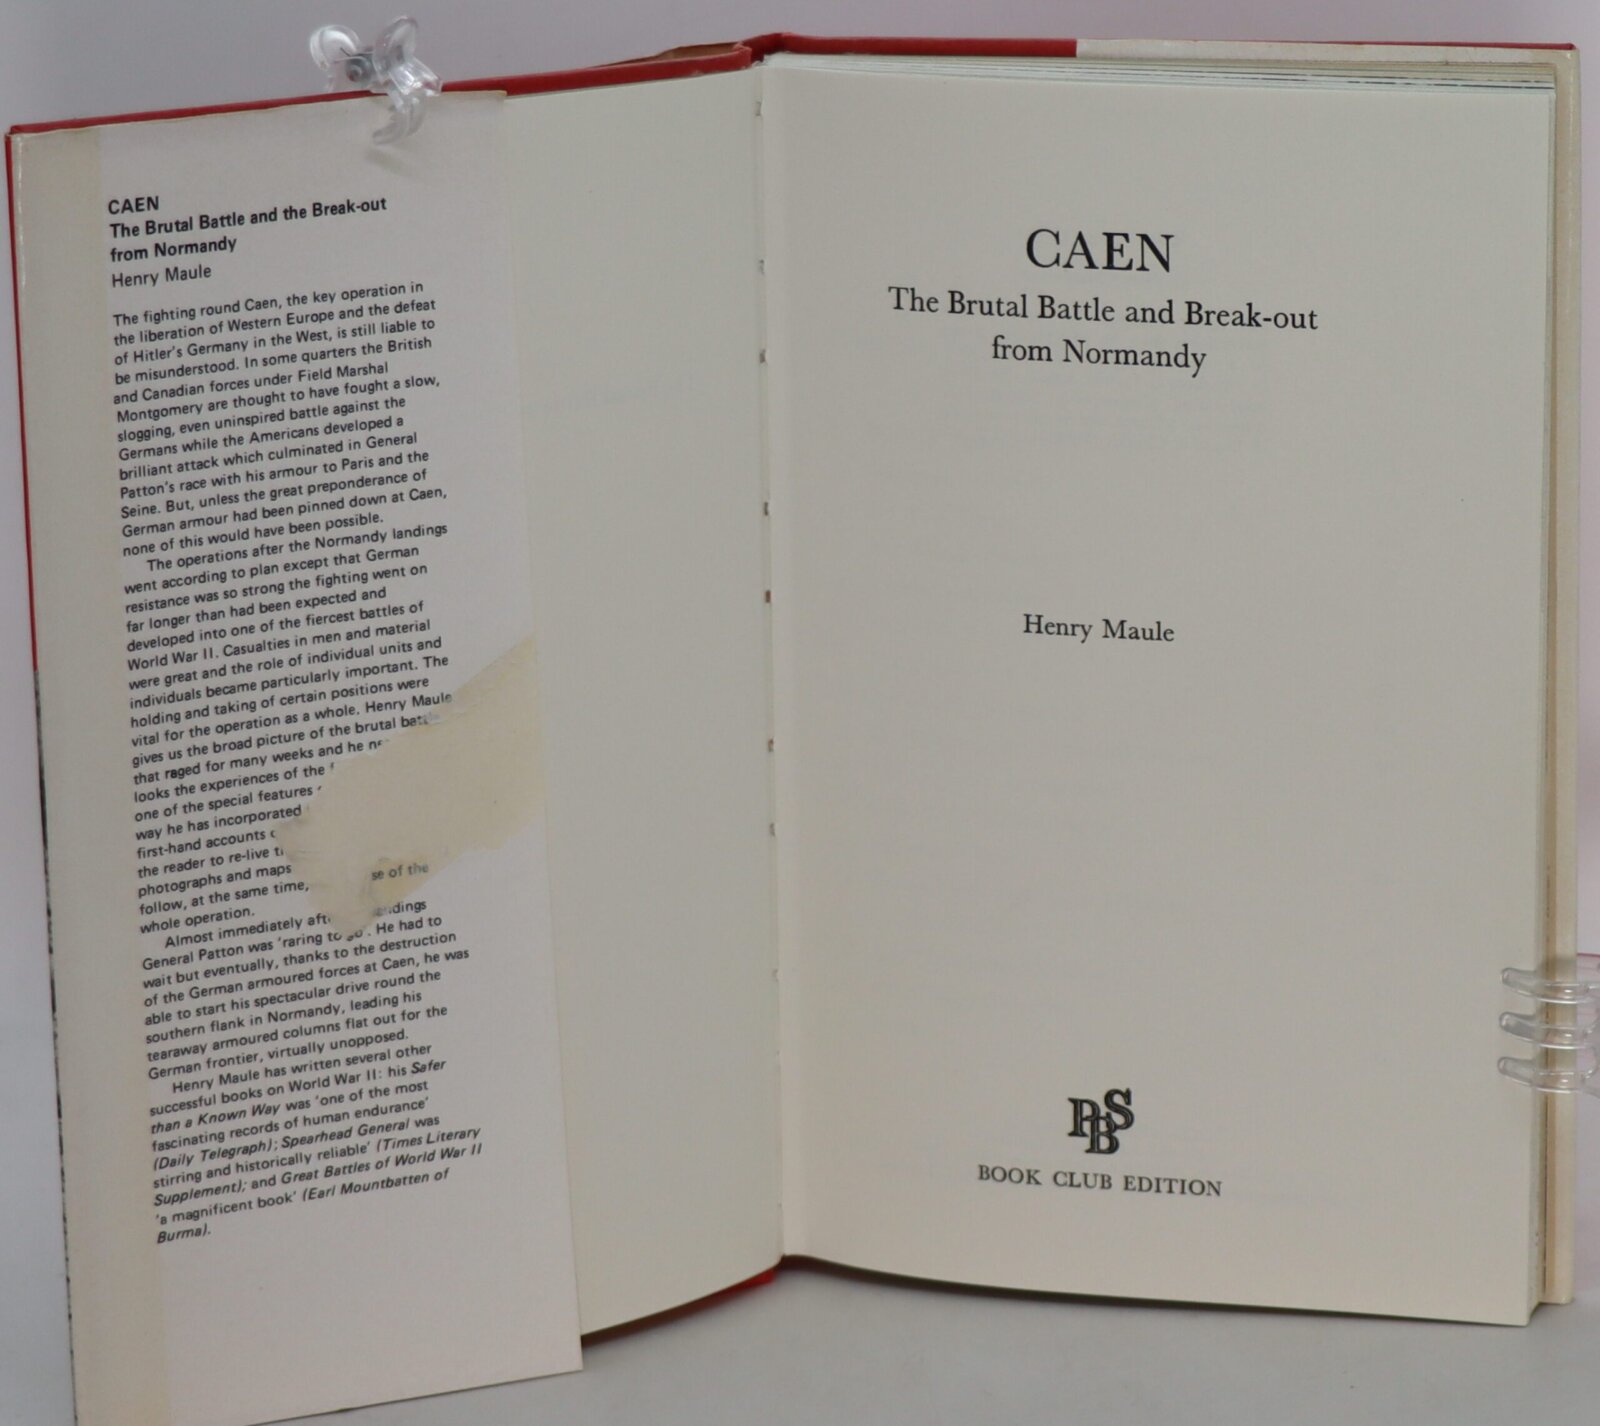 CAEN
The Brutal Battle and the Break-out
from Normandy
Henry Maule
The fighting round Caen, the key operation in
the liberation of Western Europe and the defeat
of Hitler's Germany in the West, is still liable to
be misunderstood. In some quarters the British
and Canadian forces under Field Marshal
Montgomery are thought to have fought a slow,
slogging, even uninspired battle against the
Germans while the Americans developed a
brilliant attack which culminated in General
Patton's race with his armour to Paris and the
Seine. But, unless the great preponderance of
German armour had been pinned down at Caen,
none of this would have been possible.
The operations after the Normandy landings
went according to plan except that German
resistance was so strong the fighting went on
far longer than had been expected and
developed into one of the fiercest battles of
World War II. Casualties in men and material
were great and the role of individual units and
individuals became particularly important. The
holding and taking of certain positions were
vital for the operation as a whole. Henry Maule
gives us the broad picture of the brutal
that raged for many weeks and he
looks the experiences of the
one of the special features
way he has incorporated
first-hand accounts
the reader to re-live
photographs and maps
follow, at the same time, of the
whole operation.
Almost immediately
General Patton was 'raring to go'. He had to
wait but eventually, thanks to the destruction
of the German armoured forces at Caen, he was
able to start his spectacular drive round the
southern flank in Normandy, leading his
tearaway armoured columns flat out for the
German frontier, virtually unopposed.
Henry Maule has written several other
successful books on World War II: his Safer
than a Known Way was 'one of the most
fascinating records of human endurance'
(Daily Telegraph); Spearhead General was
stirring and historically reliable' (Times Literary
Supplement); and Great Battles of World War II
'a magnificent book' (Earl Mountbatten of
Burma).
CAEN
The Brutal Battle and Break-out
from Normandy
Henry Maule
PBS
BOOK CLUB EDITION